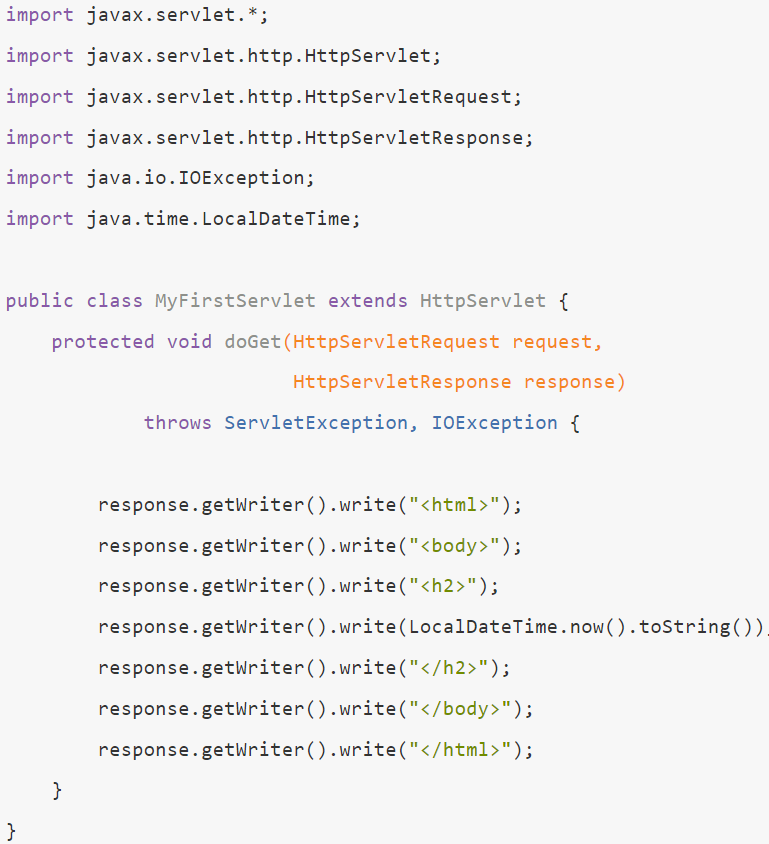 import javax.servlet.*;
import javax.servlet.http.HttpServlet;
import javax.servlet.http.HttpServletRequest;
import javax.servlet.http.HttpServletResponse;
import java.io.IOException;
import java.time.LocalDateTime;
public class MyFirstServlet extends HttpServlet {
    protected void doGet(HttpServletRequest request,
                         HttpServletResponse response)
            throws ServletException, IOException {
        response.getWriter().write("<html>");
        response.getWriter().write("<body>");
        response.getWriter().write("<h2>");
        response.getWriter().write(LocalDateTime.now().toString());
        response.getWriter().write("</h2>");
        response.getWriter().write("</body>");
        response.getWriter().write("</html>");
    }
}